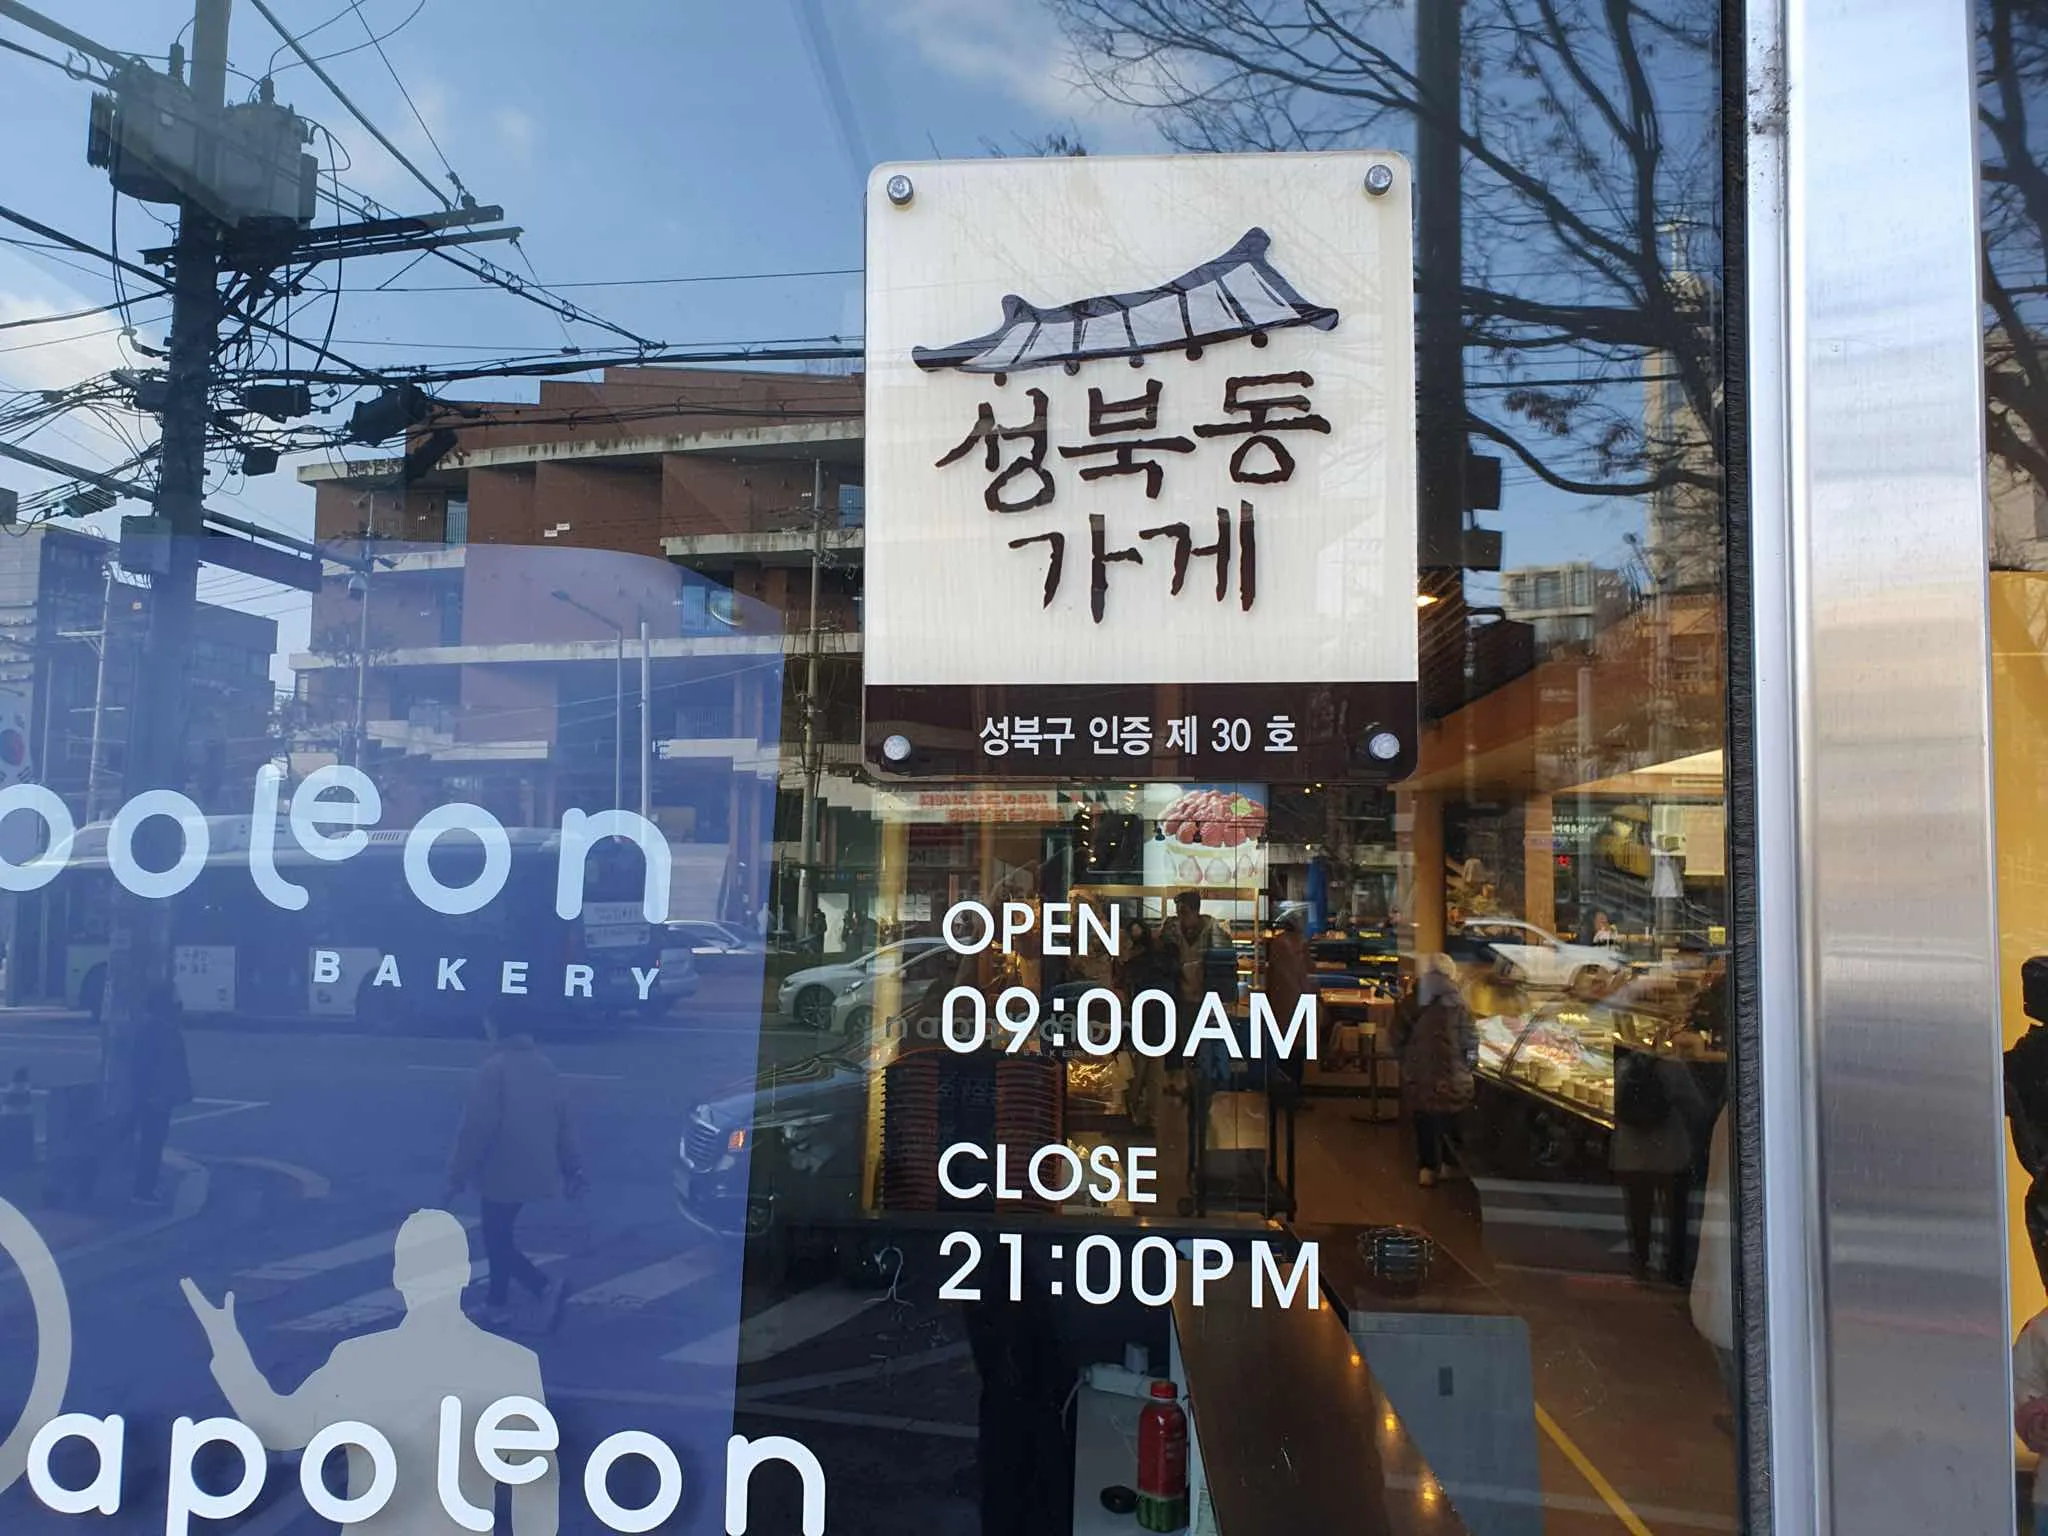 성북동
가게
성북구 인증 제 30 호
poleon
BAKERY
OPEN
09:00AM
CLOSE
21:00PM
apoleon